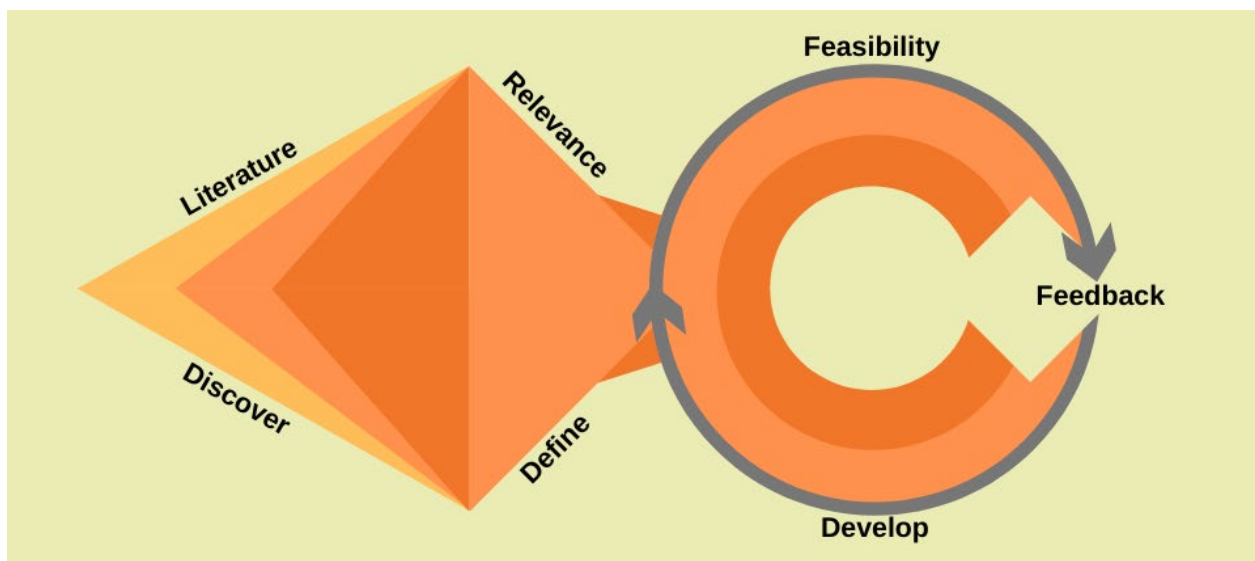 Feasibility
Relevance
Literature
Feedback
Discover
Define
Develop